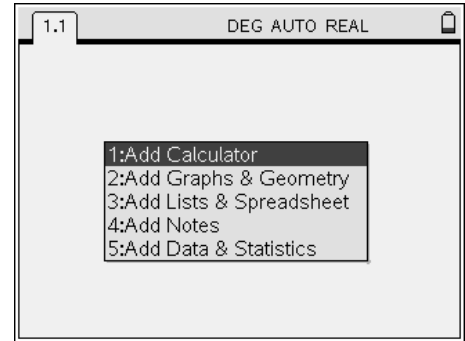 1.1 DEG AUTO REAL
1:Add Calculator
2:Add Graphs & Geometry
3:Add Lists & Spreadsheet
4:Add Notes
5:Add Data & Statistics